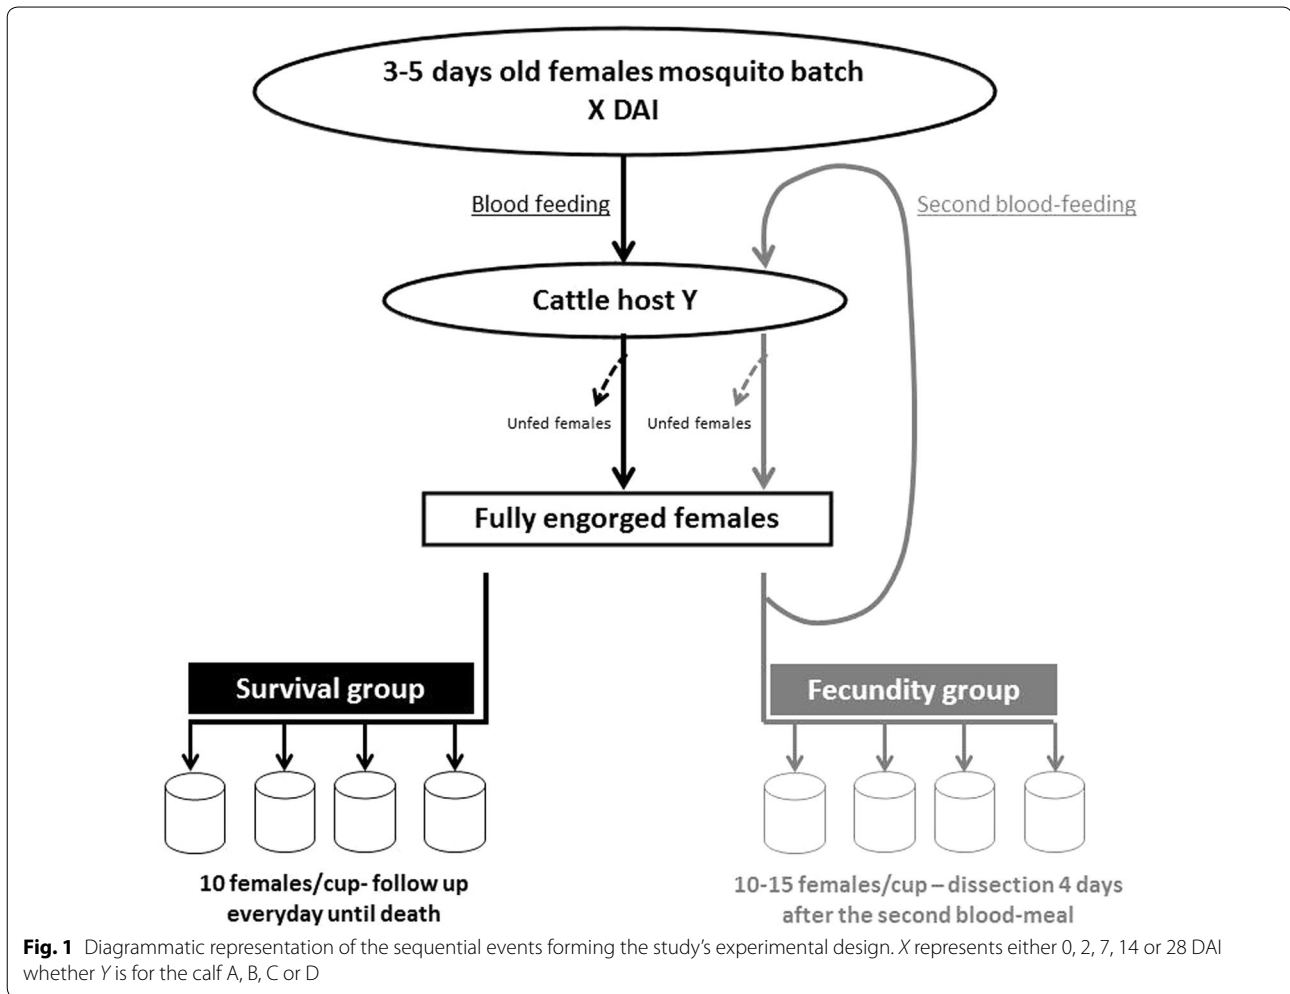 3-5 days old females mosquito batch
X DAI
Blood feeding
Second blood-feeding
Cattle host Y
Unfed females
Unfed females
Fully engorged females
Survival group
Fecundity group
10 females/cup- follow up
everyday until death
10-15 females/cup – dissection 4 days
after the second blood-meal
Fig. 1 Diagrammatic representation of the sequential events forming the study's experimental design. X represents either 0, 2, 7, 14 or 28 DAI
whether Y is for the calf A, B, C or D